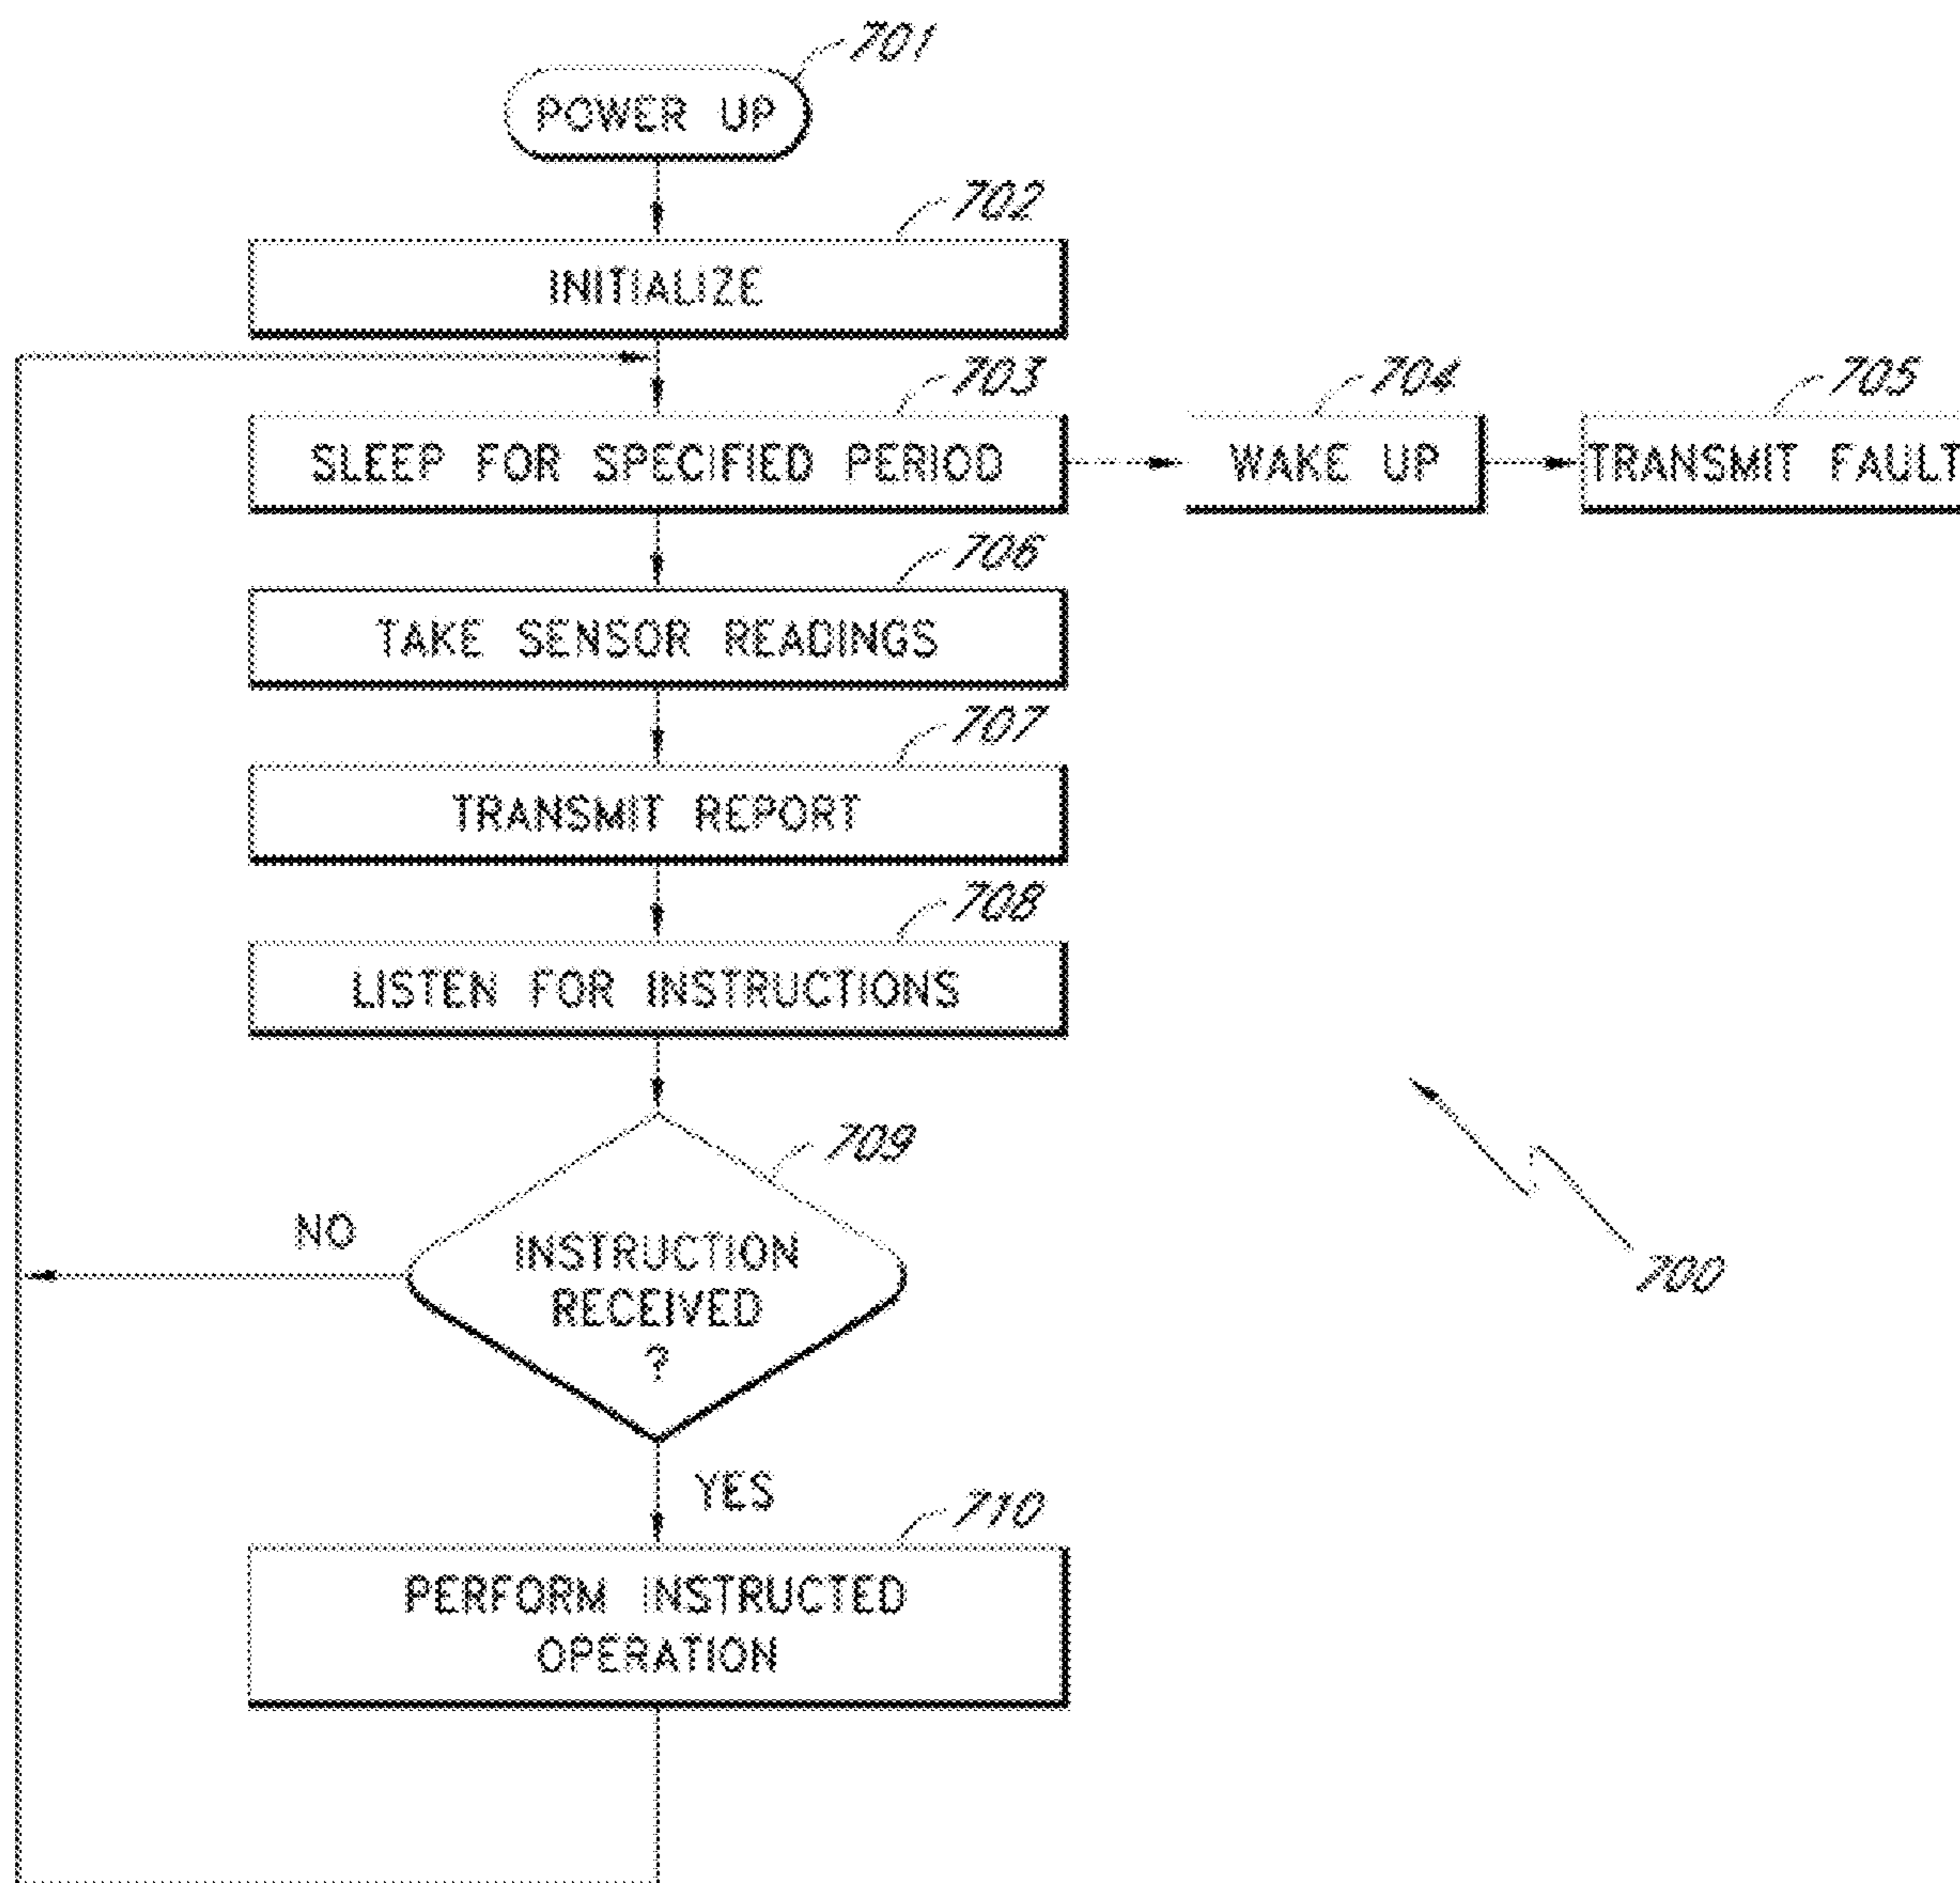 701
POWER UP
702
INITIALIZE
703
SLEEP FOR SPECIFIED PERIOD
704
WAKE UP
705
TRANSMIT FAULT
706
TAKE SENSOR READINGS
707
TRANSMIT REPORT
708
LISTEN FOR INSTRUCTIONS
709
INSTRUCTION
RECEIVED
?
NO
YES
700
710
PERFORM INSTRUCTED
OPERATION